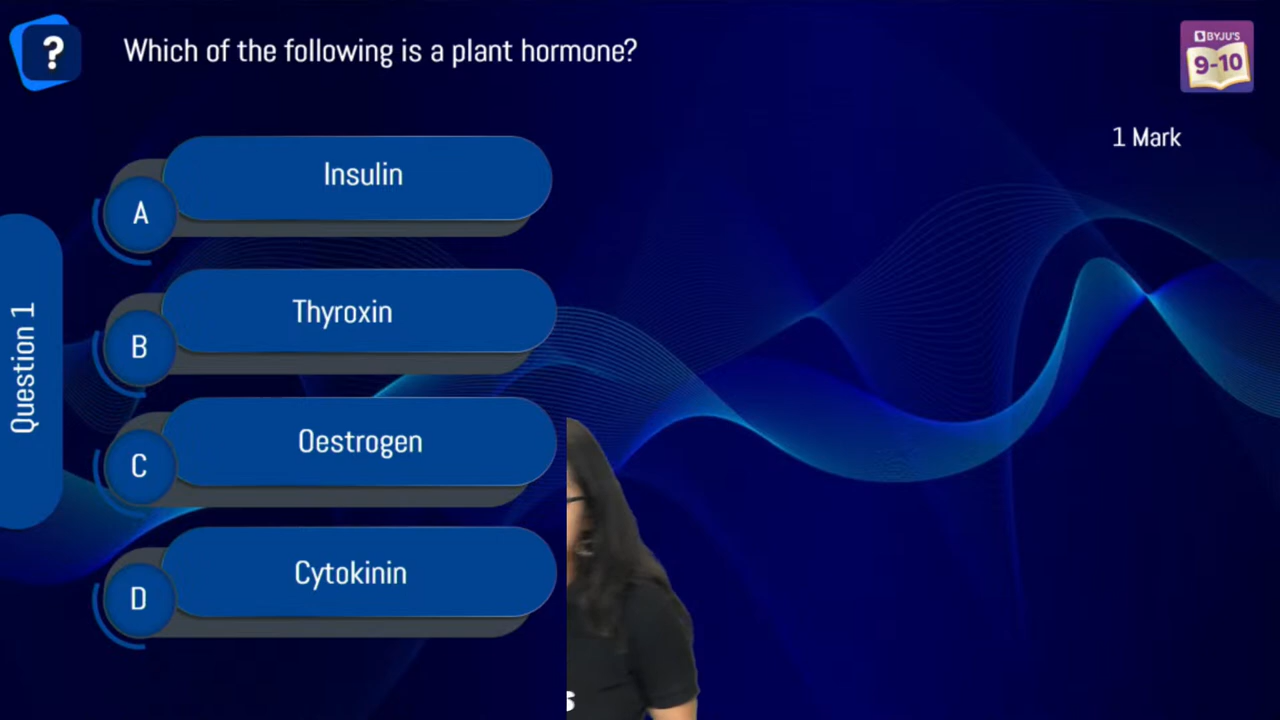 ?
Which of the following is a plant hormone?
BYJU'S
9-10
1 Mark
Question 1
A
Insulin
B
Thyroxin
C
Oestrogen
D
Cytokinin
s